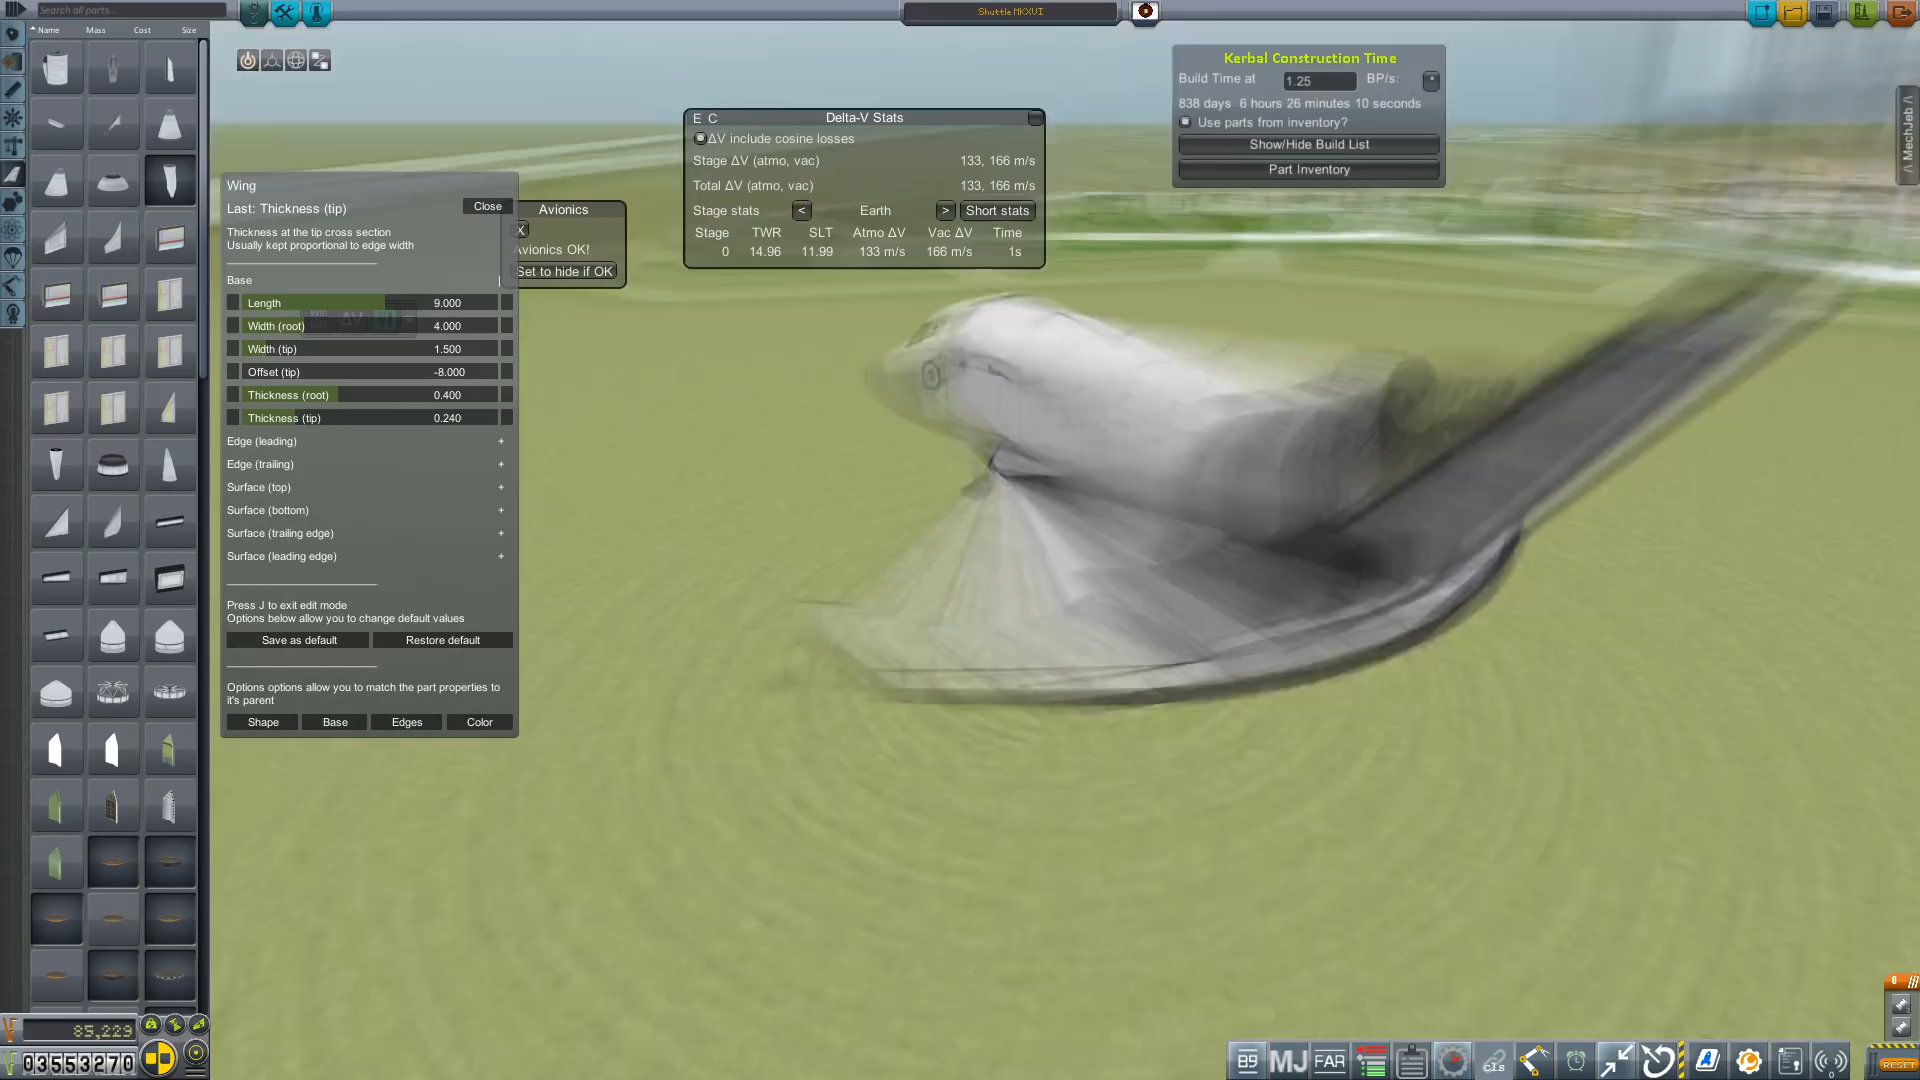 Search all parts...
Shuttle MKXVI
Name Mass Cost Size
Kerbal Construction Time
Build Time at 1.25 BP/s: *
838 days 6 hours 26 minutes 10 seconds
Use parts from inventory?
Show/Hide Build List
Part Inventory
/\ MechJeb /\
E C Delta-V Stats
ΔV include cosine losses
Stage ΔV (atmo, vac) 133, 166 m/s
Total ΔV (atmo, vac) 133, 166 m/s
Stage stats < Earth > Short stats
Stage TWR SLT Atmo ΔV Vac ΔV Time
0 14.96 11.99 133 m/s 166 m/s 1s
Avionics
X
Avionics OK!
Set to hide if OK
Wing
Last: Thickness (tip) Close
Thickness at the tip cross section
Usually kept proportional to edge width
Base
Length 9.000
Width (root) 4.000
Width (tip) 1.500
Offset (tip) -8.000
Thickness (root) 0.400
Thickness (tip) 0.240
ΔV
Edge (leading) +
Edge (trailing) +
Surface (top) +
Surface (bottom) +
Surface (trailing edge) +
Surface (leading edge) +
Press J to exit edit mode
Options below allow you to change default values
Save as default Restore default
Options options allow you to match the part properties to
it's parent
Shape Base Edges Color
85,229
03553270
0
B9 MJ FAR cls 0
RESET